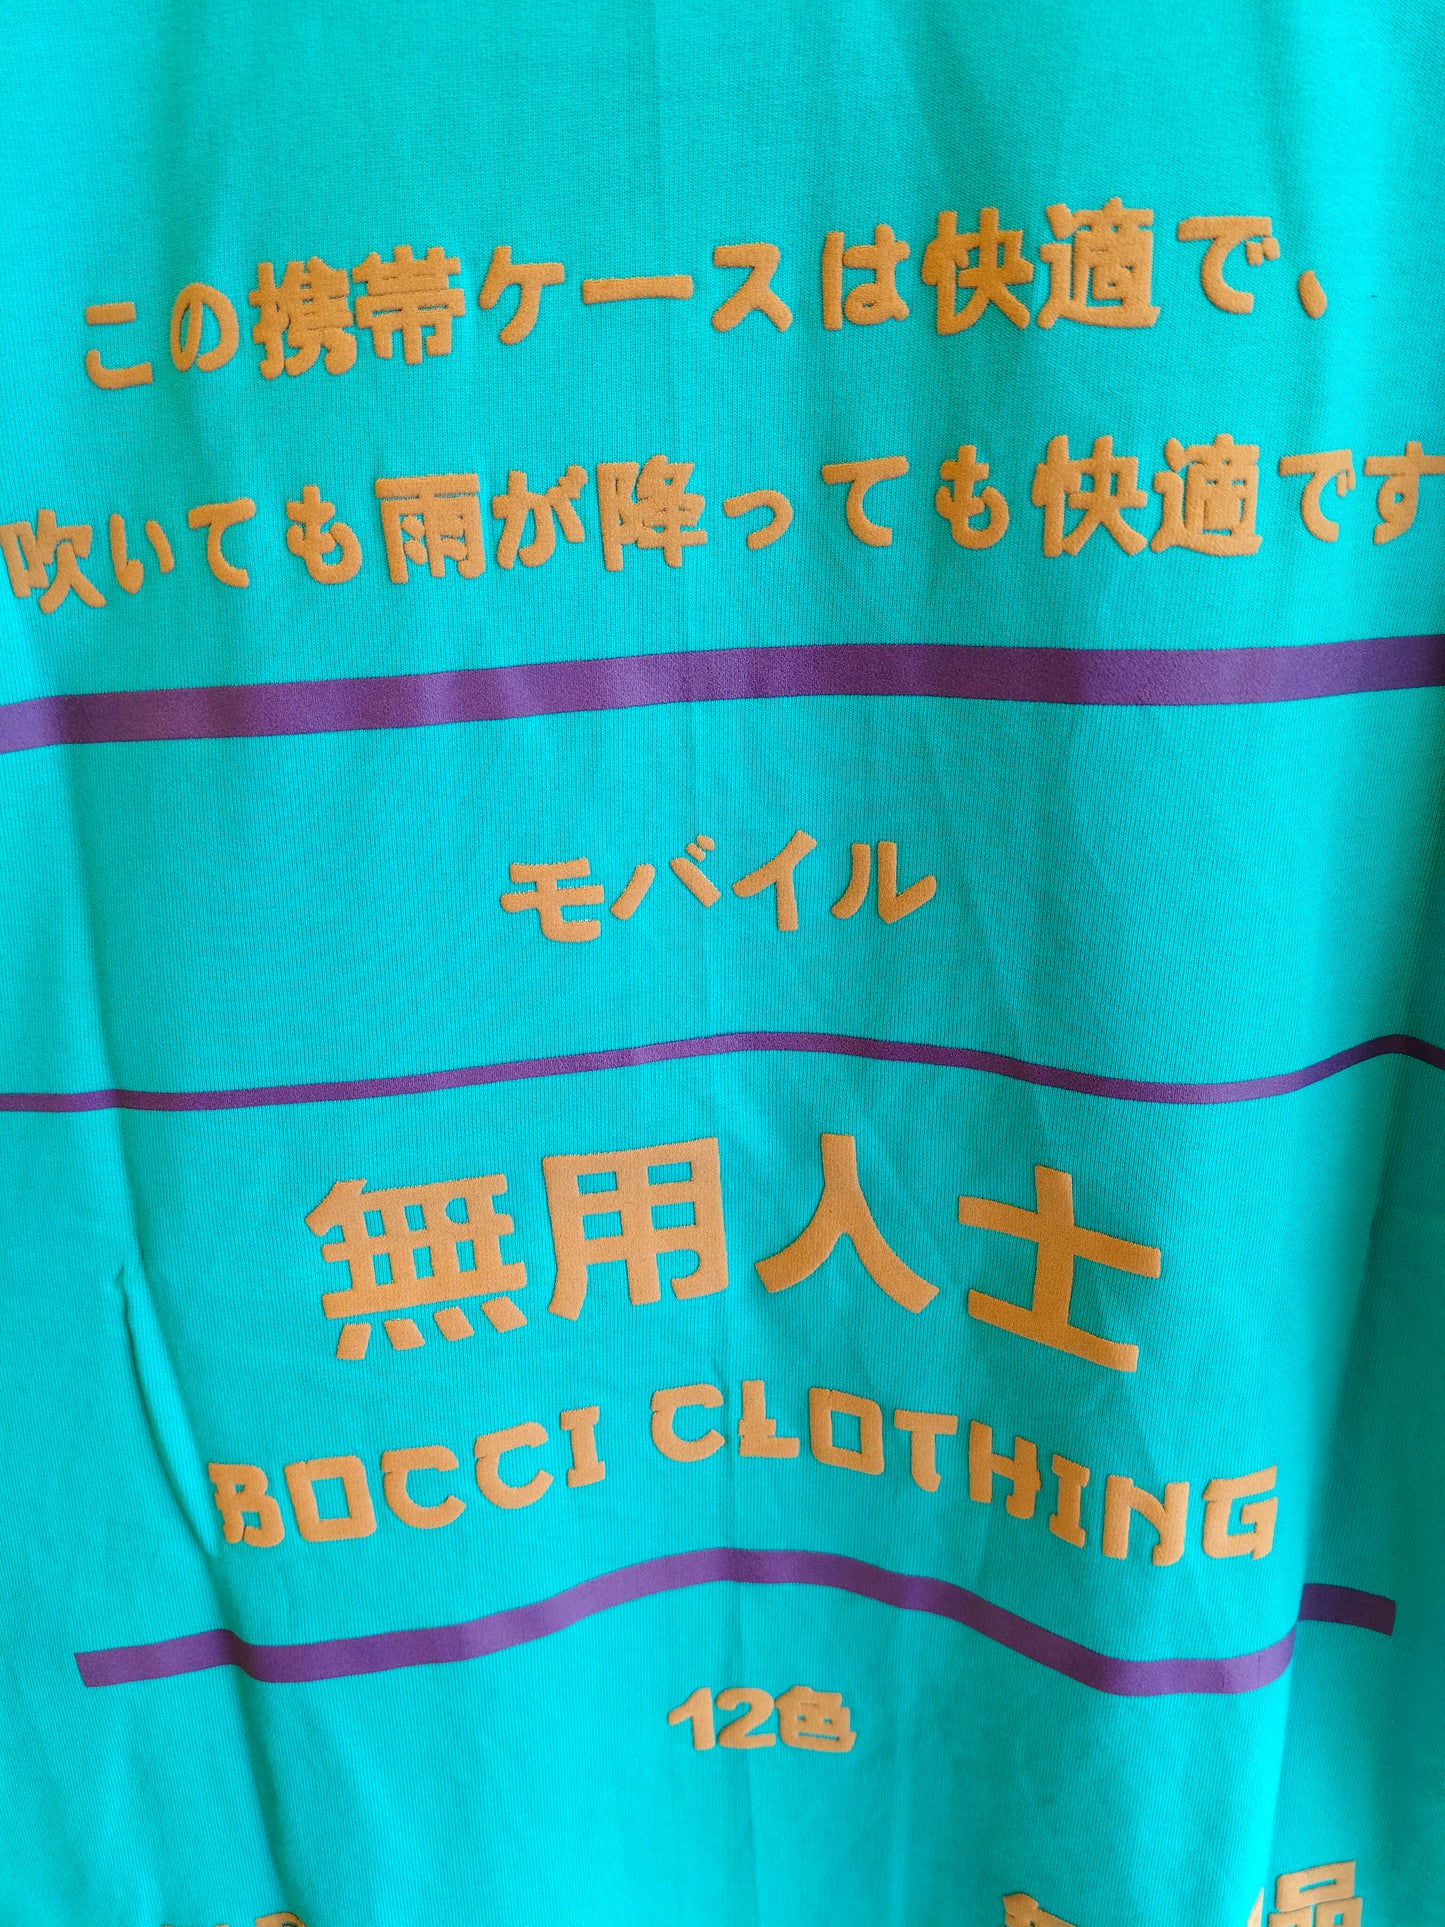 この携帯ケースは快適で、
吹いても雨が降っても快適です
モバイル
無用人士
BOCCI CLOTHING
12色